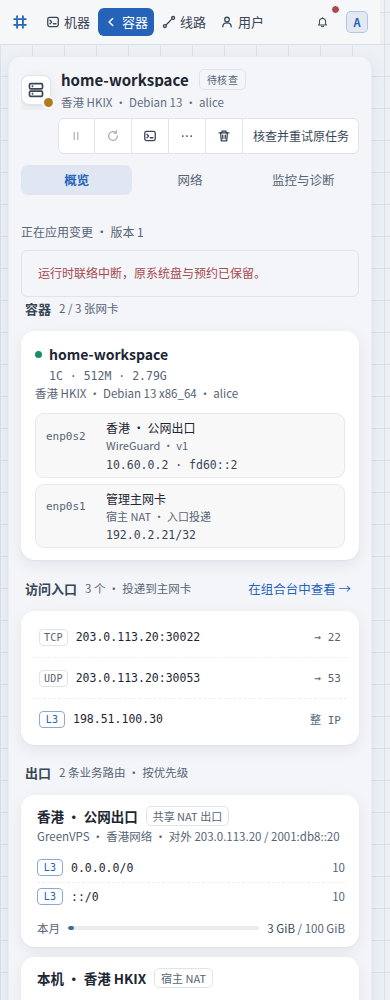 机器
容器
线路
用户
A
home-workspace 待核查
香港 HKIX • Debian 13 • alice
核查并重试原任务
概览
网络
监控与诊断
正在应用变更 • 版本 1
运行时联络中断，原系统盘与预约已保留。
容器 2 / 3 张网卡
home-workspace
1C · 512M · 2.79G
香港 HKIX • Debian 13 x86_64 • alice
enp0s2
香港 • 公网出口
WireGuard • v1
10.60.0.2 · fd60::2
enp0s1
管理主网卡
宿主 NAT • 入口投递
192.0.2.21/32
访问入口 3 个 • 投递到主网卡 在组合台中查看 →
TCP 203.0.113.20:30022 → 22
UDP 203.0.113.20:30053 → 53
L3 198.51.100.30 整 IP
出口 2 条业务路由 • 按优先级
香港 • 公网出口 共享 NAT 出口
GreenVPS • 香港网络 • 对外 203.0.113.20 / 2001:db8::20
L3 0.0.0.0/0 10
L3 ::/0 10
本月 3 GiB / 100 GiB
本机 • 香港 HKIX 宿主 NAT